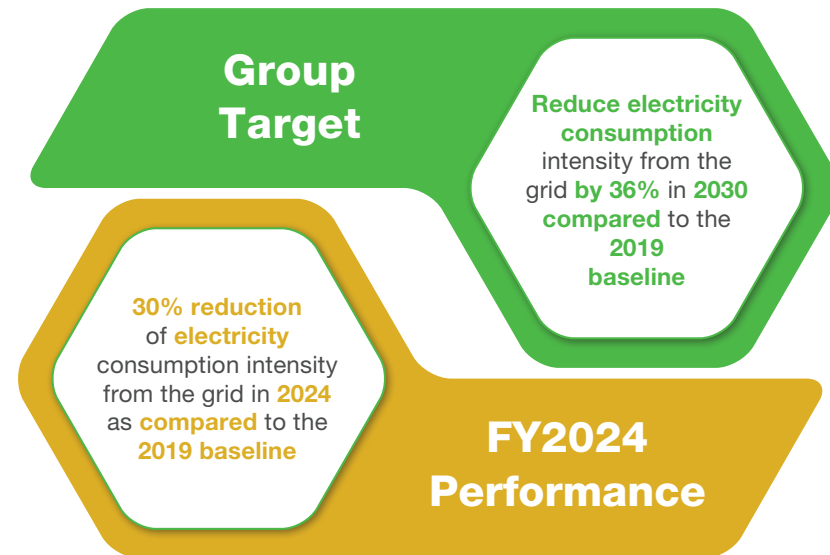 Group
Target
Reduce electricity
consumption
intensity from the
grid by 36% in 2030
compared to the
2019
baseline
30% reduction
of electricity
consumption intensity
from the grid in 2024
as compared to the
2019 baseline
FY2024
Performance